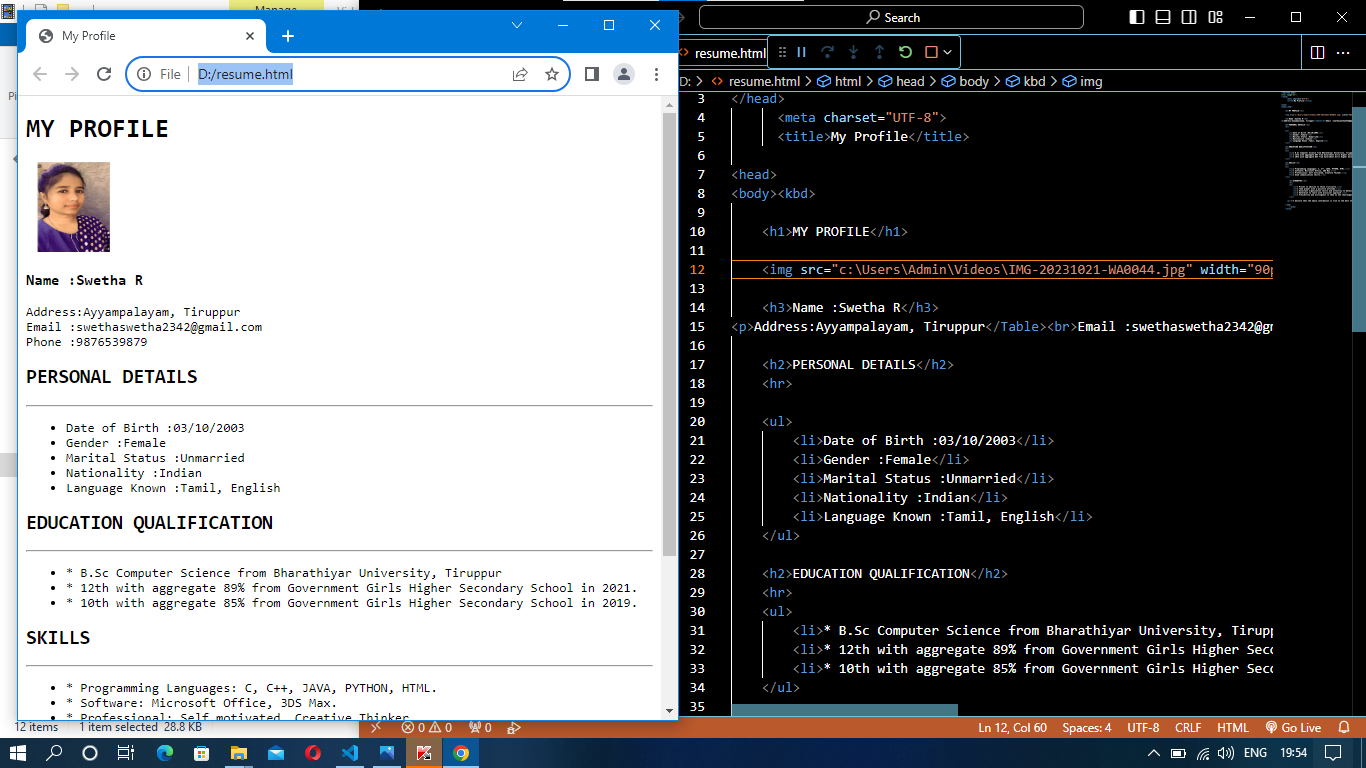 Manage
My Profile
File
D:/resume.html
MY PROFILE
Name :Swetha R
Address:Ayyampalayam, Tiruppur
Email :swethaswetha2342@gmail.com
Phone :9876539879
PERSONAL DETAILS
• Date of Birth :03/10/2003
• Gender :Female
• Marital Status :Unmarried
• Nationality :Indian
• Language Known :Tamil, English
EDUCATION QUALIFICATION
• * B.Sc Computer Science from Bharathiyar University, Tiruppur
• * 12th with aggregate 89% from Government Girls Higher Secondary School in 2021.
• * 10th with aggregate 85% from Government Girls Higher Secondary School in 2019.
SKILLS
• * Programming Languages: C, C++, JAVA, PYTHON, HTML.
• * Software: Microsoft Office, 3DS Max.
• * Professional: Self motivated, Creative Thinker
12 items 1 item selected 28.8 KB
Search
resume.html
D: > resume.html > html > head > body > kbd > img
3 </head>
4 <meta charset="UTF-8">
5 <title>My Profile</title>
6
7 <head>
8 <body><kbd>
9
10 <h1>MY PROFILE</h1>
11
12 <img src="c:\Users\Admin\Videos\IMG-20231021-WA0044.jpg" width="90p
13
14 <h3>Name :Swetha R</h3>
15 <p>Address:Ayyampalayam, Tiruppur</Table><br>Email :swethaswetha2342@gm
16
17 <h2>PERSONAL DETAILS</h2>
18 <hr>
19
20 <ul>
21 <li>Date of Birth :03/10/2003</li>
22 <li>Gender :Female</li>
23 <li>Marital Status :Unmarried</li>
24 <li>Nationality :Indian</li>
25 <li>Language Known :Tamil, English</li>
26 </ul>
27
28 <h2>EDUCATION QUALIFICATION</h2>
29 <hr>
30 <ul>
31 <li>* B.Sc Computer Science from Bharathiyar University, Tirupp
32 <li>* 12th with aggregate 89% from Government Girls Higher Seco
33 <li>* 10th with aggregate 85% from Government Girls Higher Seco
34 </ul>
35
0 0 0 Ln 12, Col 60 Spaces: 4 UTF-8 CRLF HTML Go Live
ENG 19:54